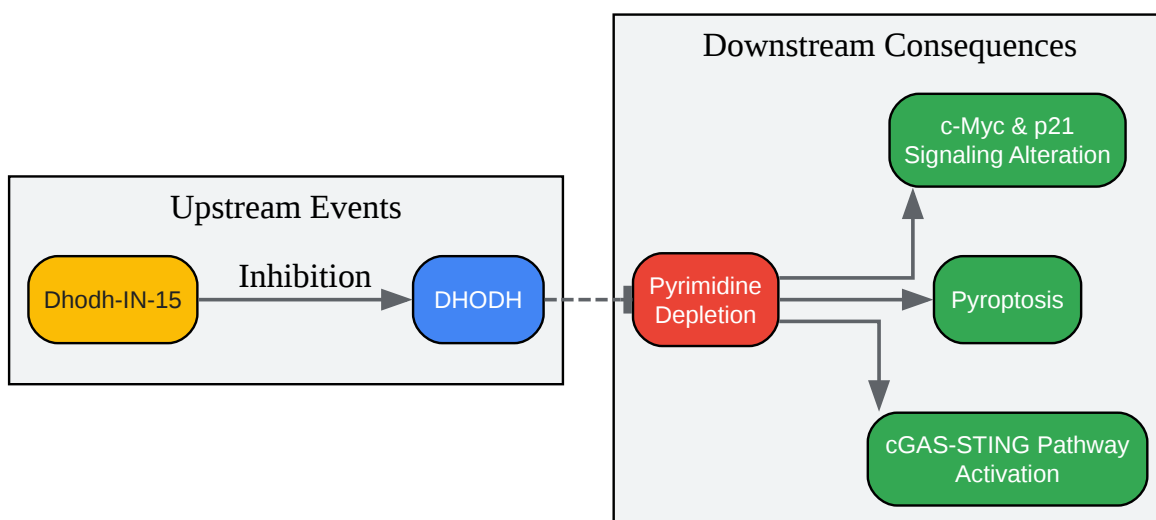 Upstream Events
Dhodh-IN-15
Inhibition
DHODH
Downstream Consequences
Pyrimidine
Depletion
c-Myc & p21
Signaling Alteration
Pyroptosis
cGAS-STING Pathway
Activation